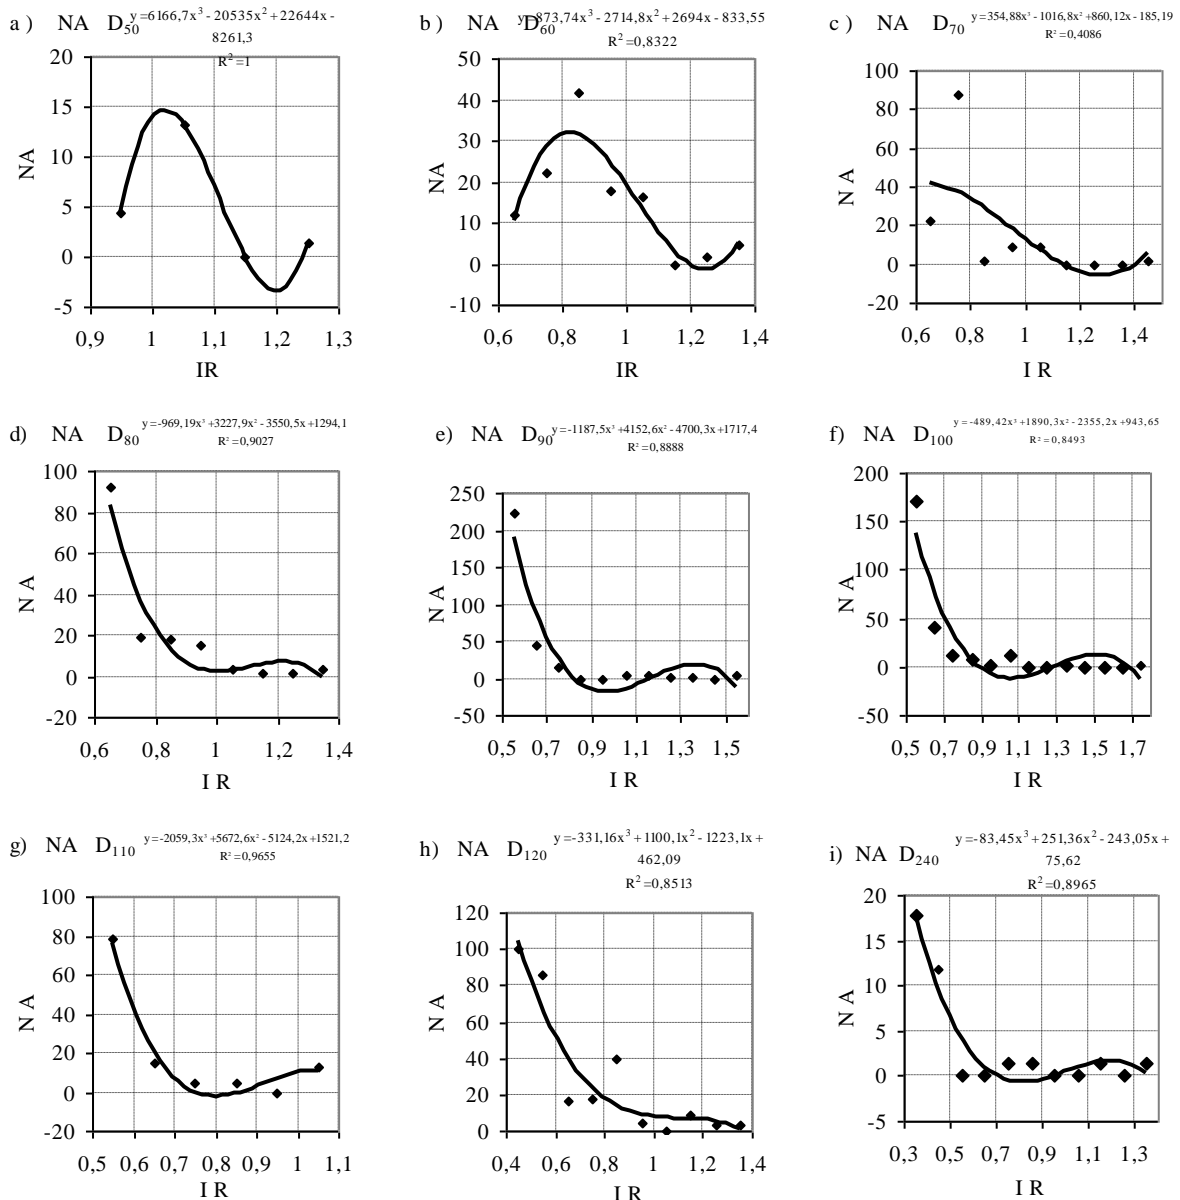 a ) NA D50 y=6166,7x³ - 20535x² + 22644x -
8261,3
R² =1
20
15
10
5
0
-5
NA
0,9 1 1,1 1,2 1,3
IR
b ) NA D60 y=873,74x³ - 2714,8x² + 2694x - 833,55
R² =0,8322
50
40
30
20
10
0
-10
NA
0,6 0,8 1 1,2 1,4
IR
c ) NA D70 y=354,88x³ - 1016,8x² + 860,12x - 185,19
R² =0,4086
100
80
60
40
20
0
-20
N A
0,6 0,8 1 1,2 1,4
I R
d) NA D80 y=-969,19x³ +3227,9x² - 3550,5x +1294,1
R² =0,9027
100
80
60
40
20
0
-20
N A
0,6 0,8 1 1,2 1,4
I R
e) NA D90 y=-1187,5x³ +4152,6x² - 4700,3x +1717,4
R² =0,8888
250
200
150
100
50
0
-50
N A
0,5 0,7 0,9 1,1 1,3 1,5
I R
f) NA D100 y =-489,42x³ +1890,3x² - 2355,2x +943,65
R² =0,8493
200
150
100
50
0
-50
N A
0,5 0,7 0,9 1,1 1,3 1,5 1,7
I R
g) NA D110 y=-2059,3x³ +5672,6x² - 5124,2x +1521,2
R² =0,9655
100
80
60
40
20
0
-20
N A
0,5 0,6 0,7 0,8 0,9 1 1,1
I R
h) NA D120 y=-331,16x³ + 1100,1x² - 1223,1x +
462,09
R² =0,8513
120
100
80
60
40
20
0
N A
0,4 0,6 0,8 1 1,2 1,4
I R
i) NA D240 y=-83,45x³ + 251,36x² - 243,05x +
75,62
R² =0,8965
20
15
10
5
0
-5
N A
0,3 0,5 0,7 0,9 1,1 1,3
I R